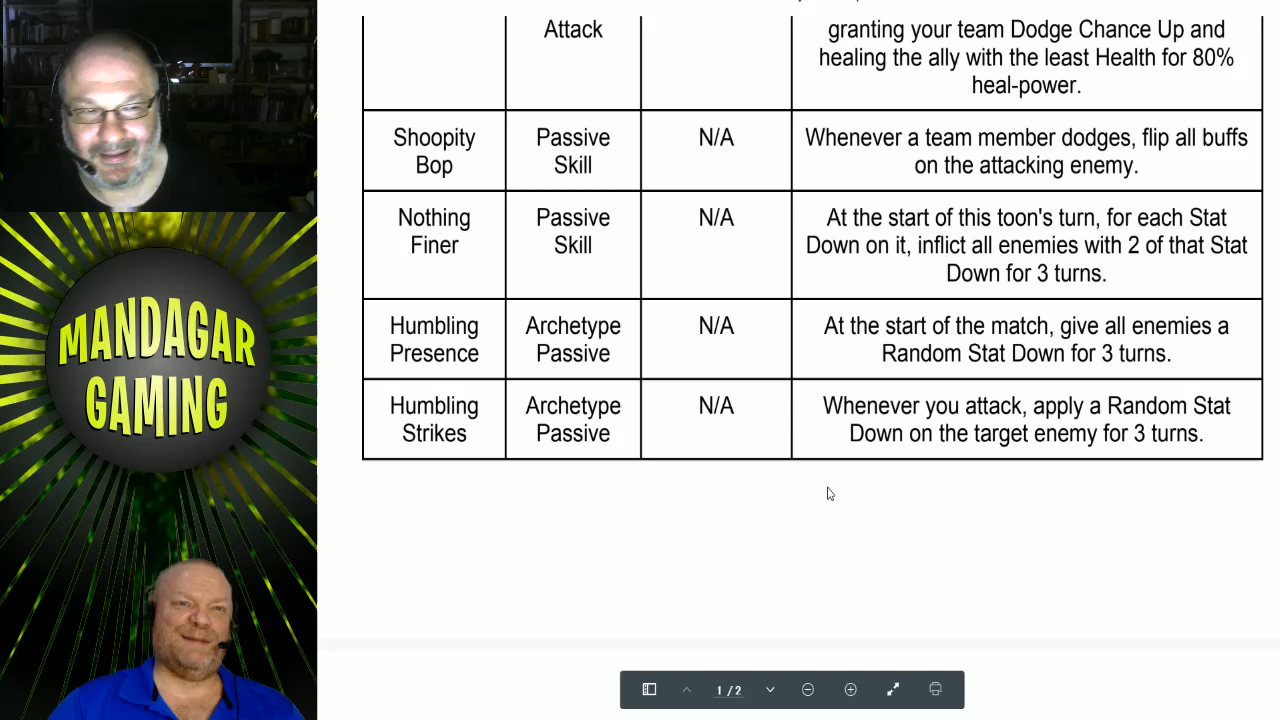 Attack
granting your team Dodge Chance Up and
healing the ally with the least Health for 80%
heal-power.
Shoopity
Bop
Passive
Skill
N/A
Whenever a team member dodges, flip all buffs
on the attacking enemy.
Nothing
Finer
Passive
Skill
N/A
At the start of this toon's turn, for each Stat
Down on it, inflict all enemies with 2 of that Stat
Down for 3 turns.
Humbling
Presence
Archetype
Passive
N/A
At the start of the match, give all enemies a
Random Stat Down for 3 turns.
Humbling
Strikes
Archetype
Passive
N/A
Whenever you attack, apply a Random Stat
Down on the target enemy for 3 turns.
MANDAGAR
GAMING
1 / 2